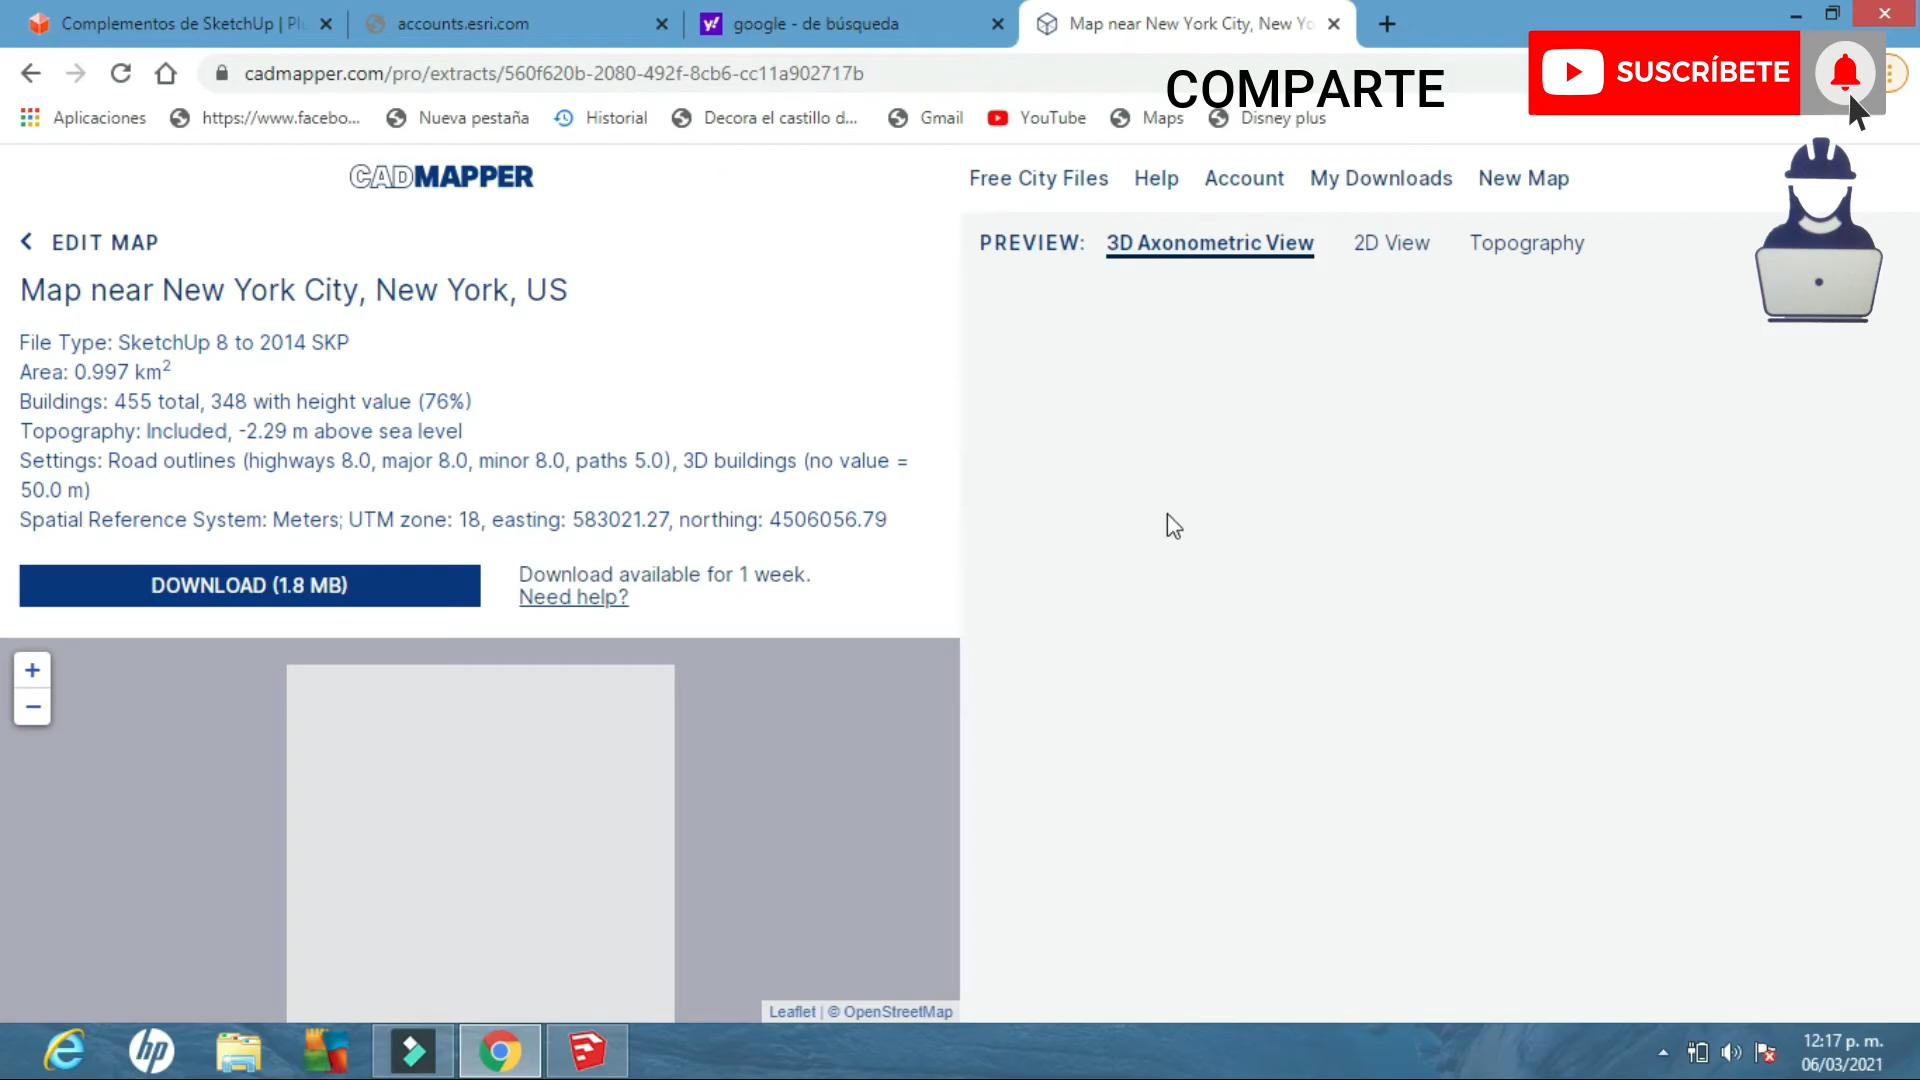 Complementos de SketchUp | Plu
accounts.esri.com
google - de búsqueda
Map near New York City, New Yo
cadmapper.com/pro/extracts/560f620b-2080-492f-8cb6-cc11a902717b
COMPARTE
SUSCRÍBETE
Aplicaciones
https://www.facebo...
Nueva pestaña
Historial
Decora el castillo d...
Gmail
YouTube
Maps
Disney plus
CADMAPPER
Free City Files
Help
Account
My Downloads
New Map
EDIT MAP
PREVIEW:
3D Axonometric View
2D View
Topography
Map near New York City, New York, US
File Type: SketchUp 8 to 2014 SKP
Area: 0.997 km²
Buildings: 455 total, 348 with height value (76%)
Topography: Included, -2.29 m above sea level
Settings: Road outlines (highways 8.0, major 8.0, minor 8.0, paths 5.0), 3D buildings (no value =
50.0 m)
Spatial Reference System: Meters; UTM zone: 18, easting: 583021.27, northing: 4506056.79
DOWNLOAD (1.8 MB)
Download available for 1 week.
Need help?
+
−
Leaflet | © OpenStreetMap
hp
12:17 p. m.
06/03/2021